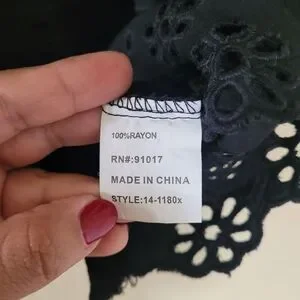 100%RAYON
RN#:91017
MADE IN CHINA
STYLE:14-1180x